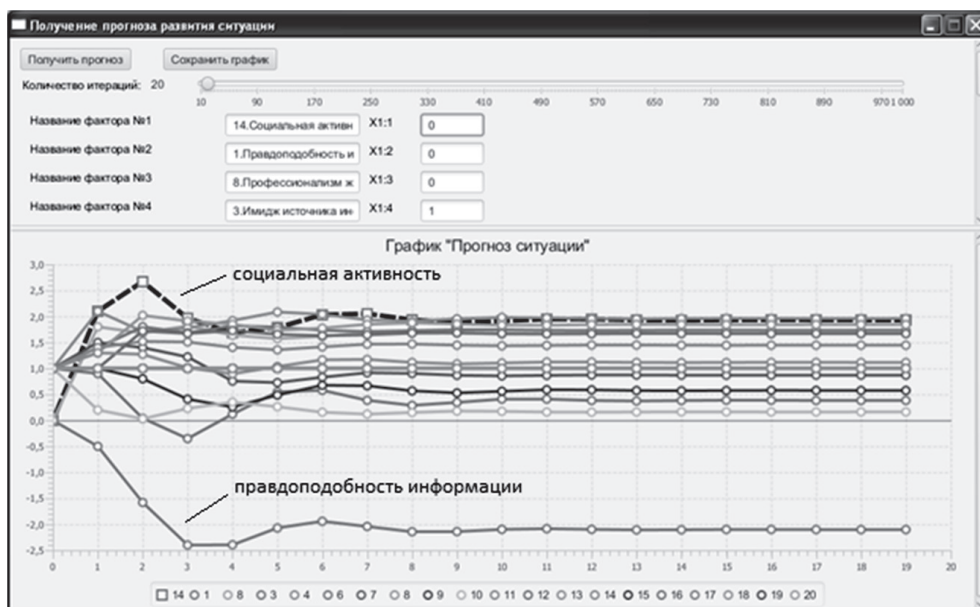 Получение прогноза развития ситуации
Получить прогноз Сохранить график
Количество итераций: 20
10 90 170 250 330 410 490 570 650 730 810 890 970 1 000
Название фактора №1 14.Социальная активн X1:1 0
Название фактора №2 1.Правдоподобность и X1:2 0
Название фактора №3 8.Профессионализм ж X1:3 0
Название фактора №4 3.Имидж источника ин X1:4 1
График "Прогноз ситуации"
3,0
социальная активность
2,5
2,0
1,5
1,0
0,5
0,0
-0,5
-1,0
правдоподобность информации
-1,5
-2,0
-2,5
0 1 2 3 4 5 6 7 8 9 10 11 12 13 14 15 16 17 18 19 20
14 1 8 3 4 6 7 8 9 10 11 12 13 14 15 16 17 18 19 20